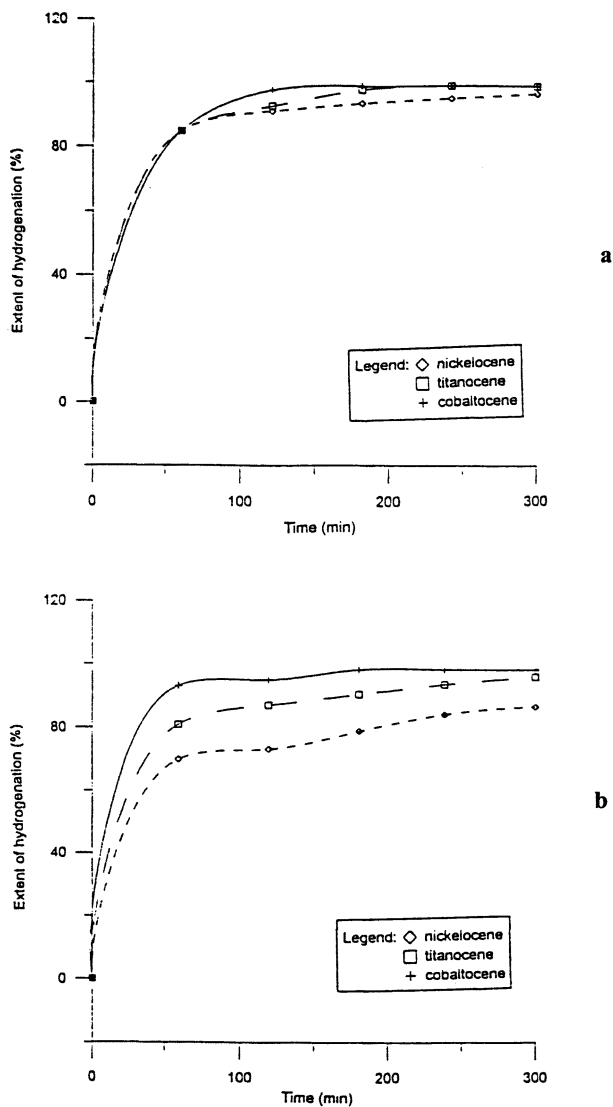 120
80
40
0
Extent of hydrogenation (%)
Legend: nickelocene
titanocene
cobaltocene
0 100 200 300
Time (min)
a
120
80
40
0
Extent of hydrogenation (%)
Legend: nickelocene
titanocene
cobaltocene
0 100 200 300
Time (min)
b